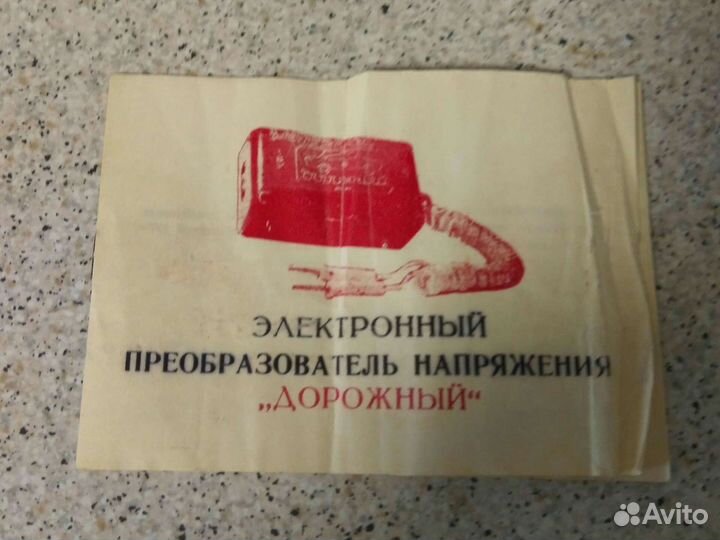 ЭЛЕКТРОННЫЙ
ПРЕОБРАЗОВАТЕЛЬ НАПРЯЖЕНИЯ
„ДОРОЖНЫЙ“
Avito